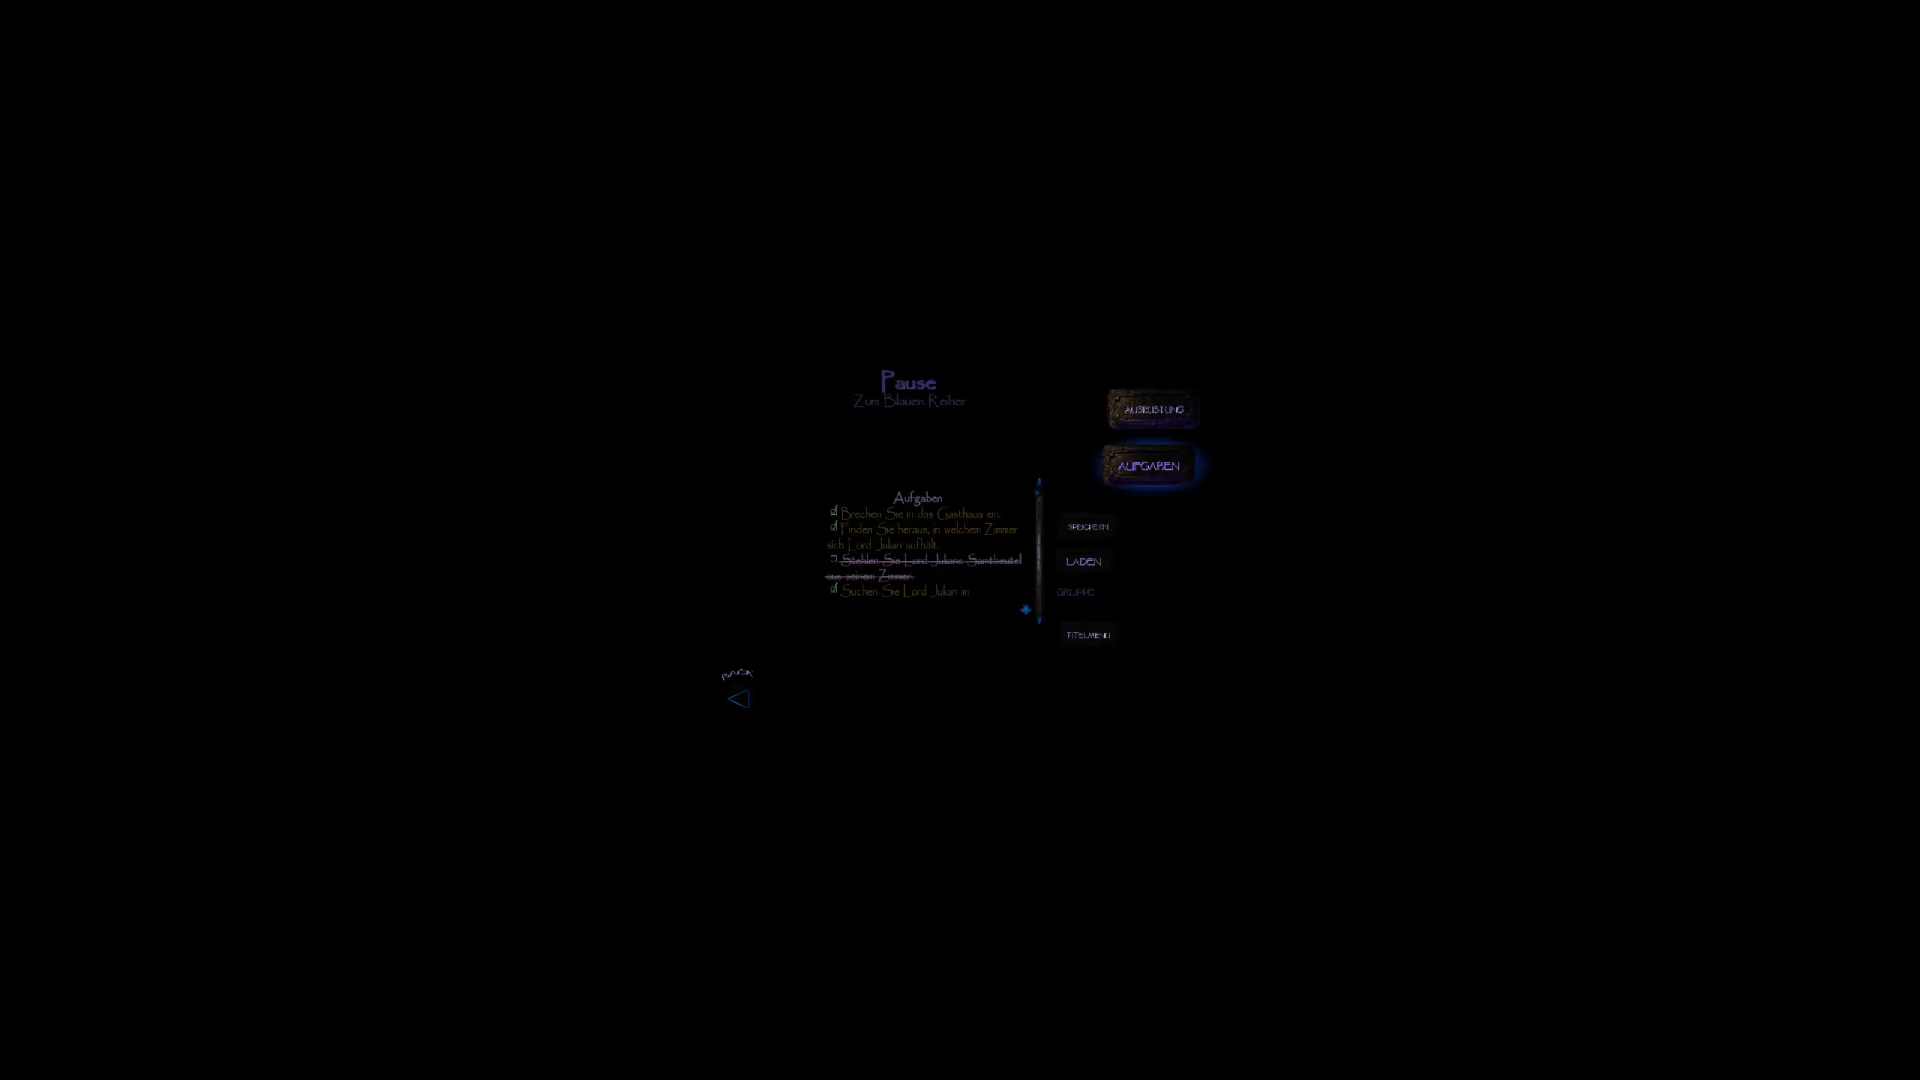 Pause
Zum Blauen Reiher
AUSRÜSTUNG
AUFGABEN
Aufgaben
Brechen Sie in das Gasthaus ein.
Finden Sie heraus, in welchem Zimmer
sich Lord Julian aufhält.
Stehlen Sie Lord Julians Samtbeutel
aus seinem Zimmer.
Suchen Sie Lord Julian in
SPEICHERN
LADEN
GRUPPE
TITELMENÜ
BACK